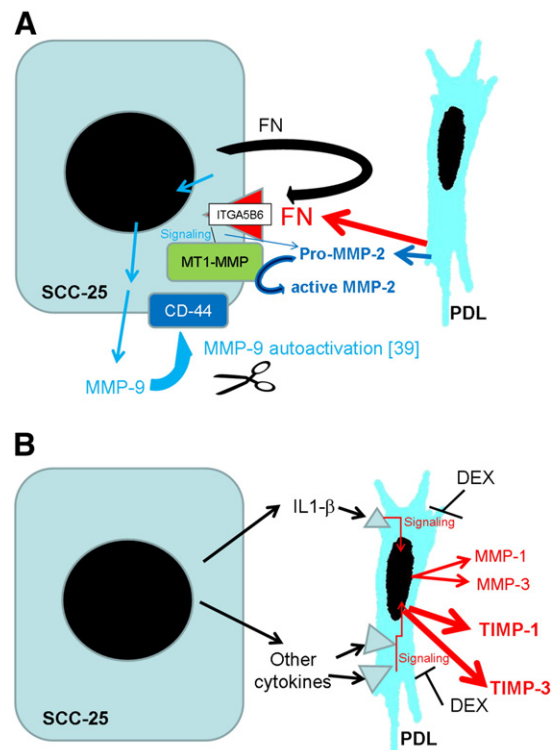 A
FN
ITGA5B6
FN
Signaling
Pro-MMP-2
MT1-MMP
active MMP-2
SCC-25
PDL
CD-44
MMP-9 autoactivation [39]
MMP-9
B
DEX
IL1-β
Signaling
MMP-1
MMP-3
TIMP-1
Other
cytokines
Signaling
TIMP-3
DEX
SCC-25
PDL